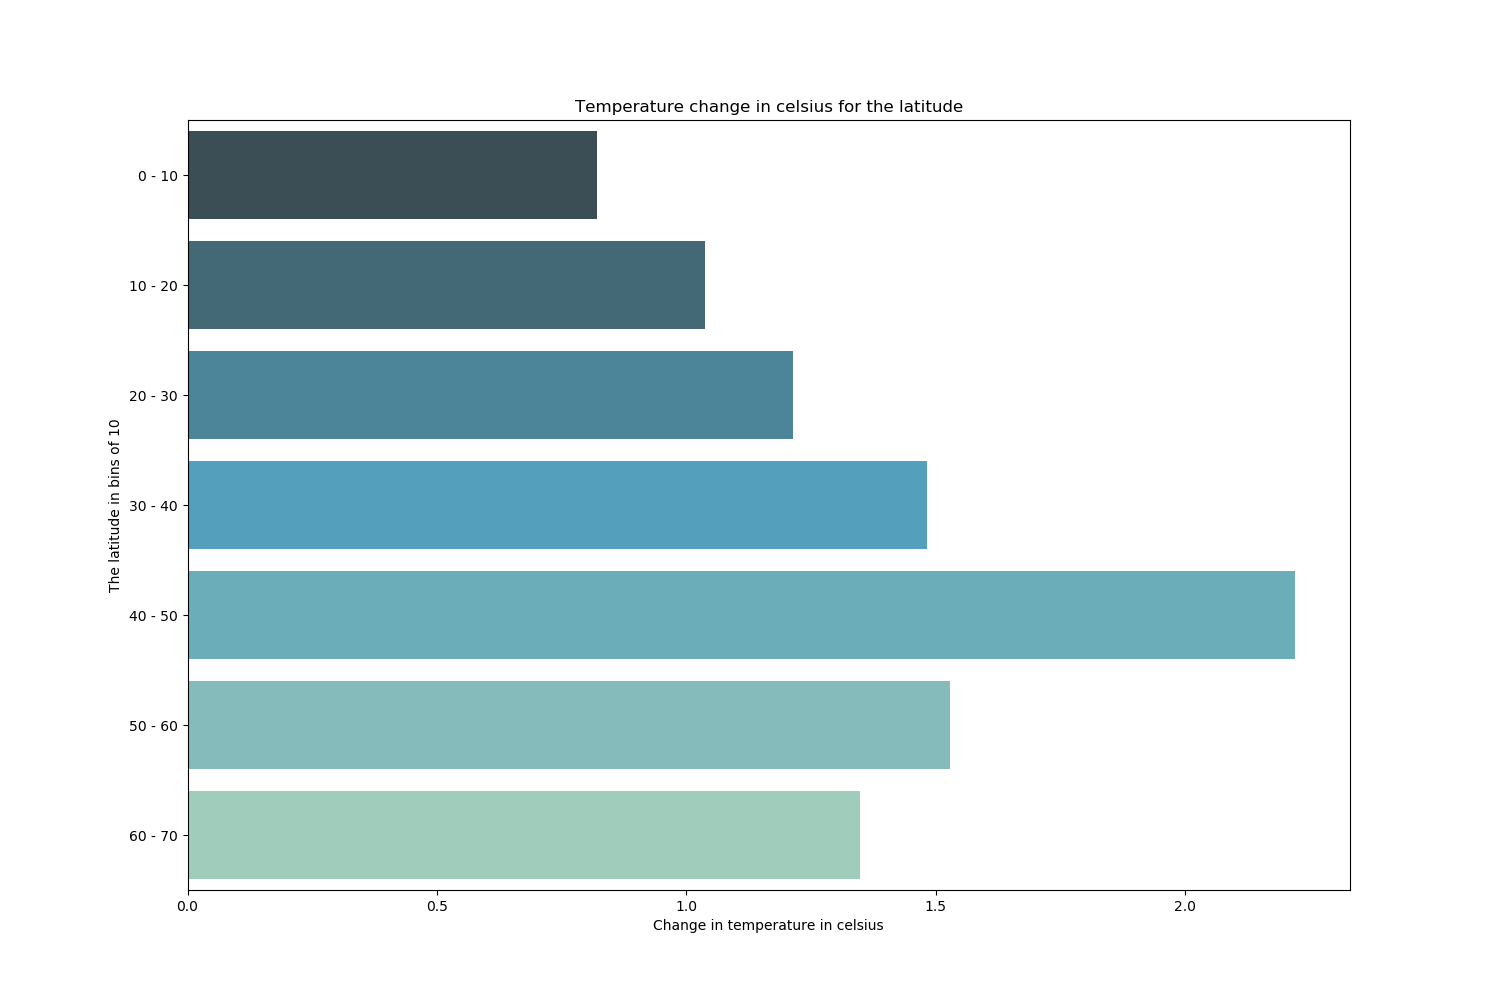 Temperature change in celsius for the latitude
The latitude in bins of 10
0 - 10
10 - 20
20 - 30
30 - 40
40 - 50
50 - 60
60 - 70
0.0 0.5 1.0 1.5 2.0
Change in temperature in celsius